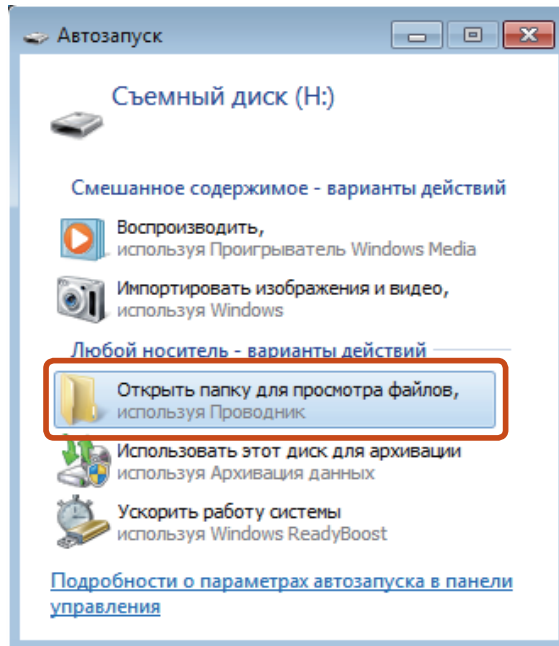 Автозапуск
Съемный диск (H:)
Смешанное содержимое - варианты действий
Воспроизводить,
используя Проигрыватель Windows Media
Импортировать изображения и видео,
используя Windows
Любой носитель - варианты действий
Открыть папку для просмотра файлов,
используя Проводник
Использовать этот диск для архивации
используя Архивация данных
Ускорить работу системы
используя Windows ReadyBoost
Подробности о параметрах автозапуска в панели
управления